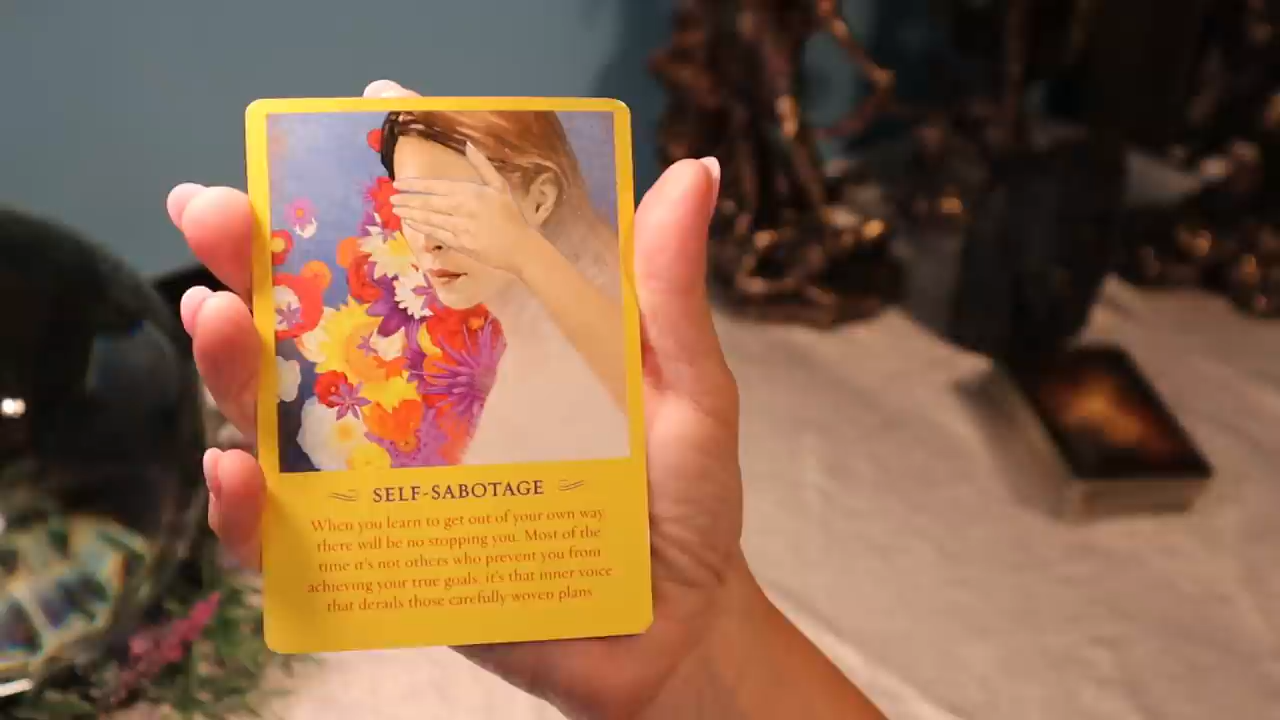 SELF-SABOTAGE
When you learn to get out of your own way
there will be no stopping you. Most of the
time it's not others who prevent you from
achieving your true goals, it's that inner voice
that derails those carefully woven plans